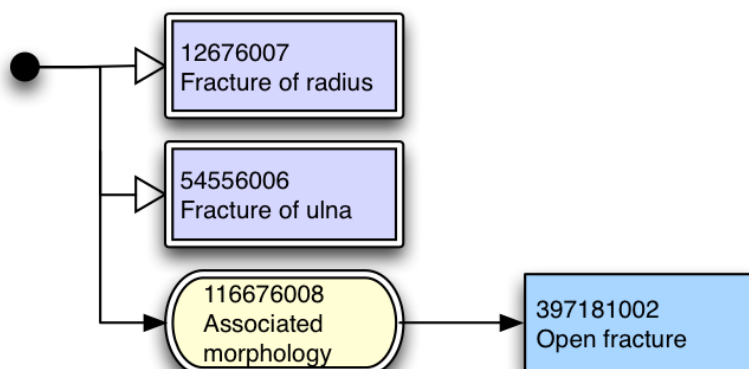 12676007
Fracture of radius
54556006
Fracture of ulna
116676008
Associated
morphology
397181002
Open fracture